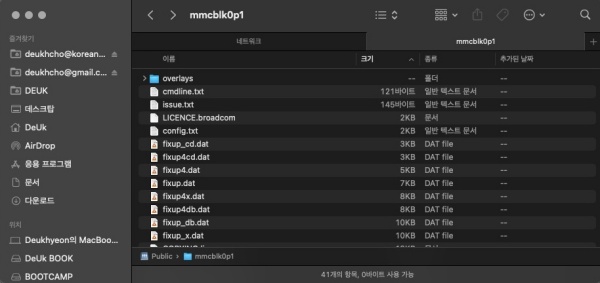 mmcblk0p1
네트워크
mmcblk0p1
즐겨찾기
deukhcho@korean...
deukhcho@gmail.c...
DEUK
데스크탑
DeUk
AirDrop
응용 프로그램
문서
다운로드
위치
Deukhyeon의 MacBoo...
DeUk BOOK
BOOTCAMP
이름 크기 종류 추가된 날짜
overlays -- 폴더 --
cmdline.txt 121바이트 일반 텍스트 문서 --
issue.txt 145바이트 일반 텍스트 문서 --
LICENCE.broadcom 2KB 문서 --
config.txt 2KB 일반 텍스트 문서 --
fixup_cd.dat 3KB DAT file --
fixup4cd.dat 3KB DAT file --
fixup4.dat 5KB DAT file --
fixup.dat 7KB DAT file --
fixup4x.dat 8KB DAT file --
fixup4db.dat 8KB DAT file --
fixup_db.dat 10KB DAT file --
fixup_x.dat 10KB DAT file --
Public › mmcblk0p1
41개의 항목, 0바이트 사용 가능